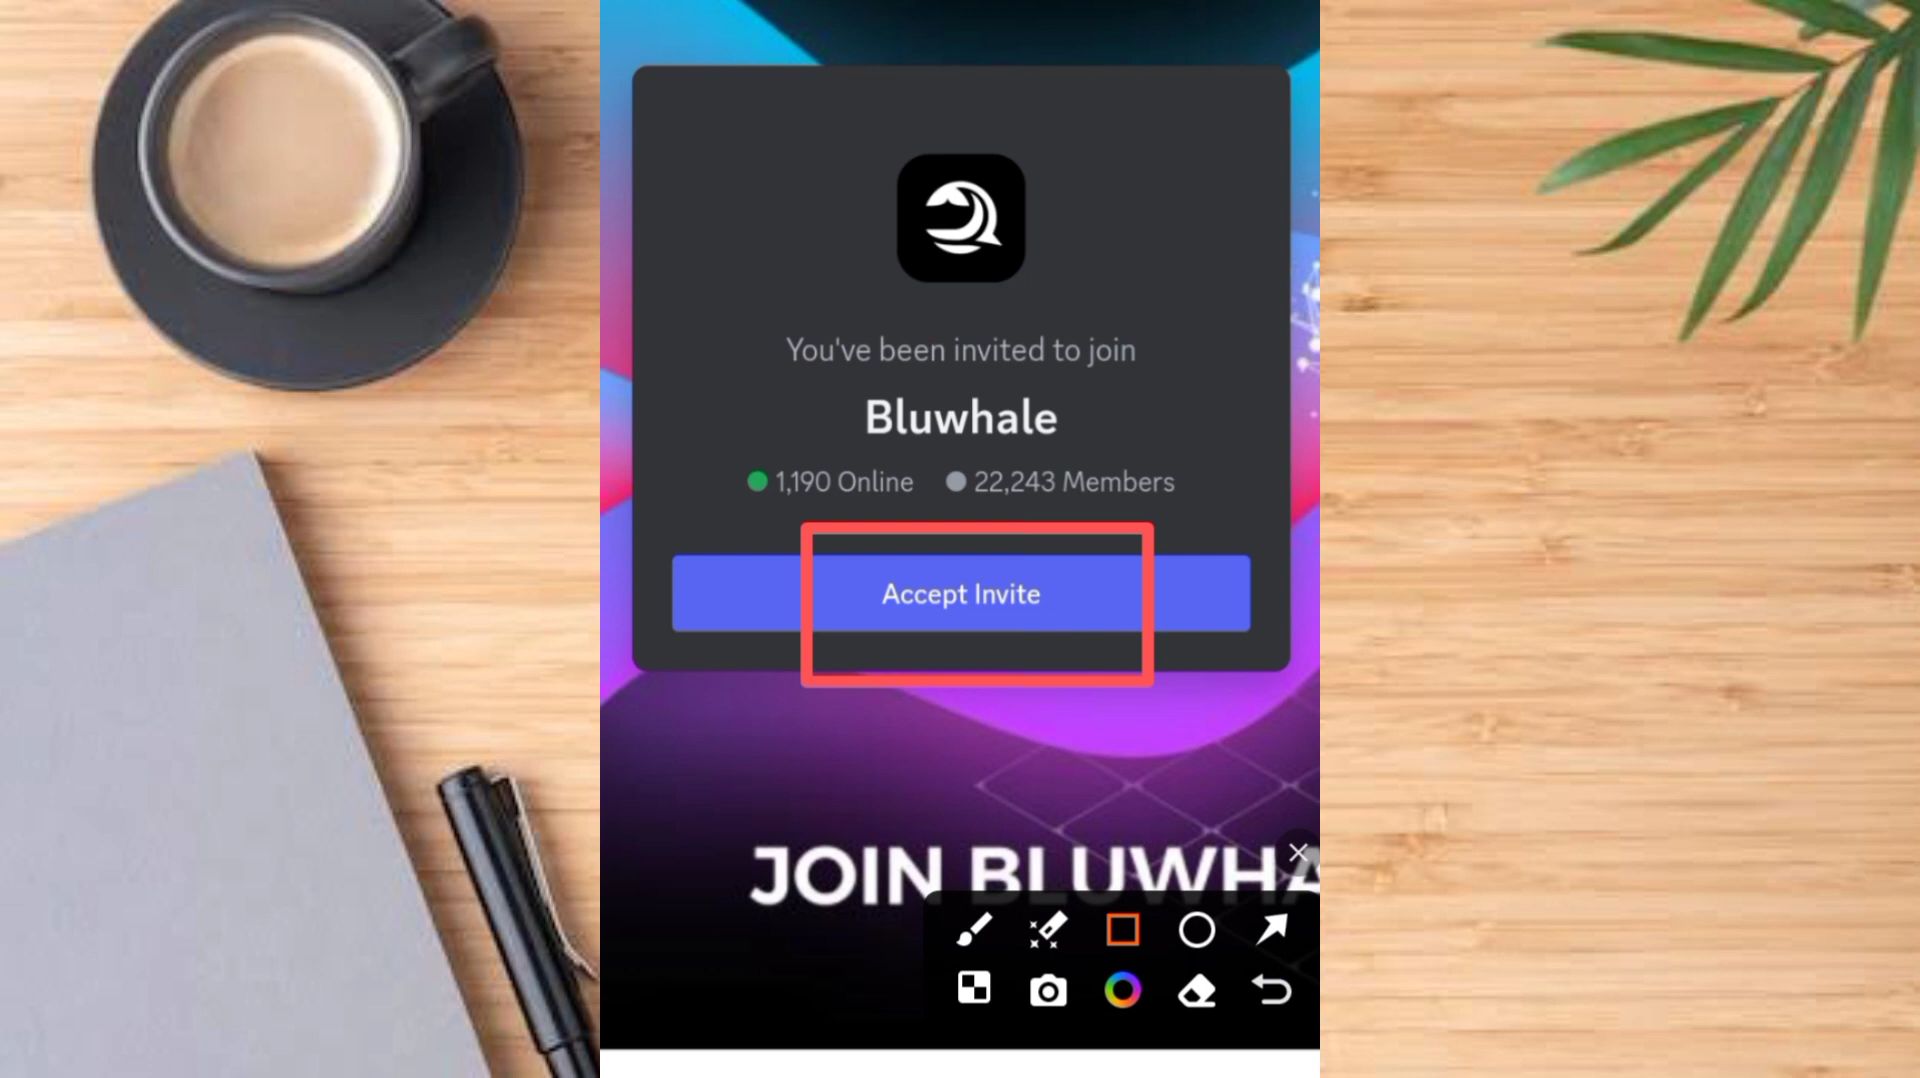 You've been invited to join
Bluwhale
1,190 Online 22,243 Members
Accept Invite
JOIN BLUWHA